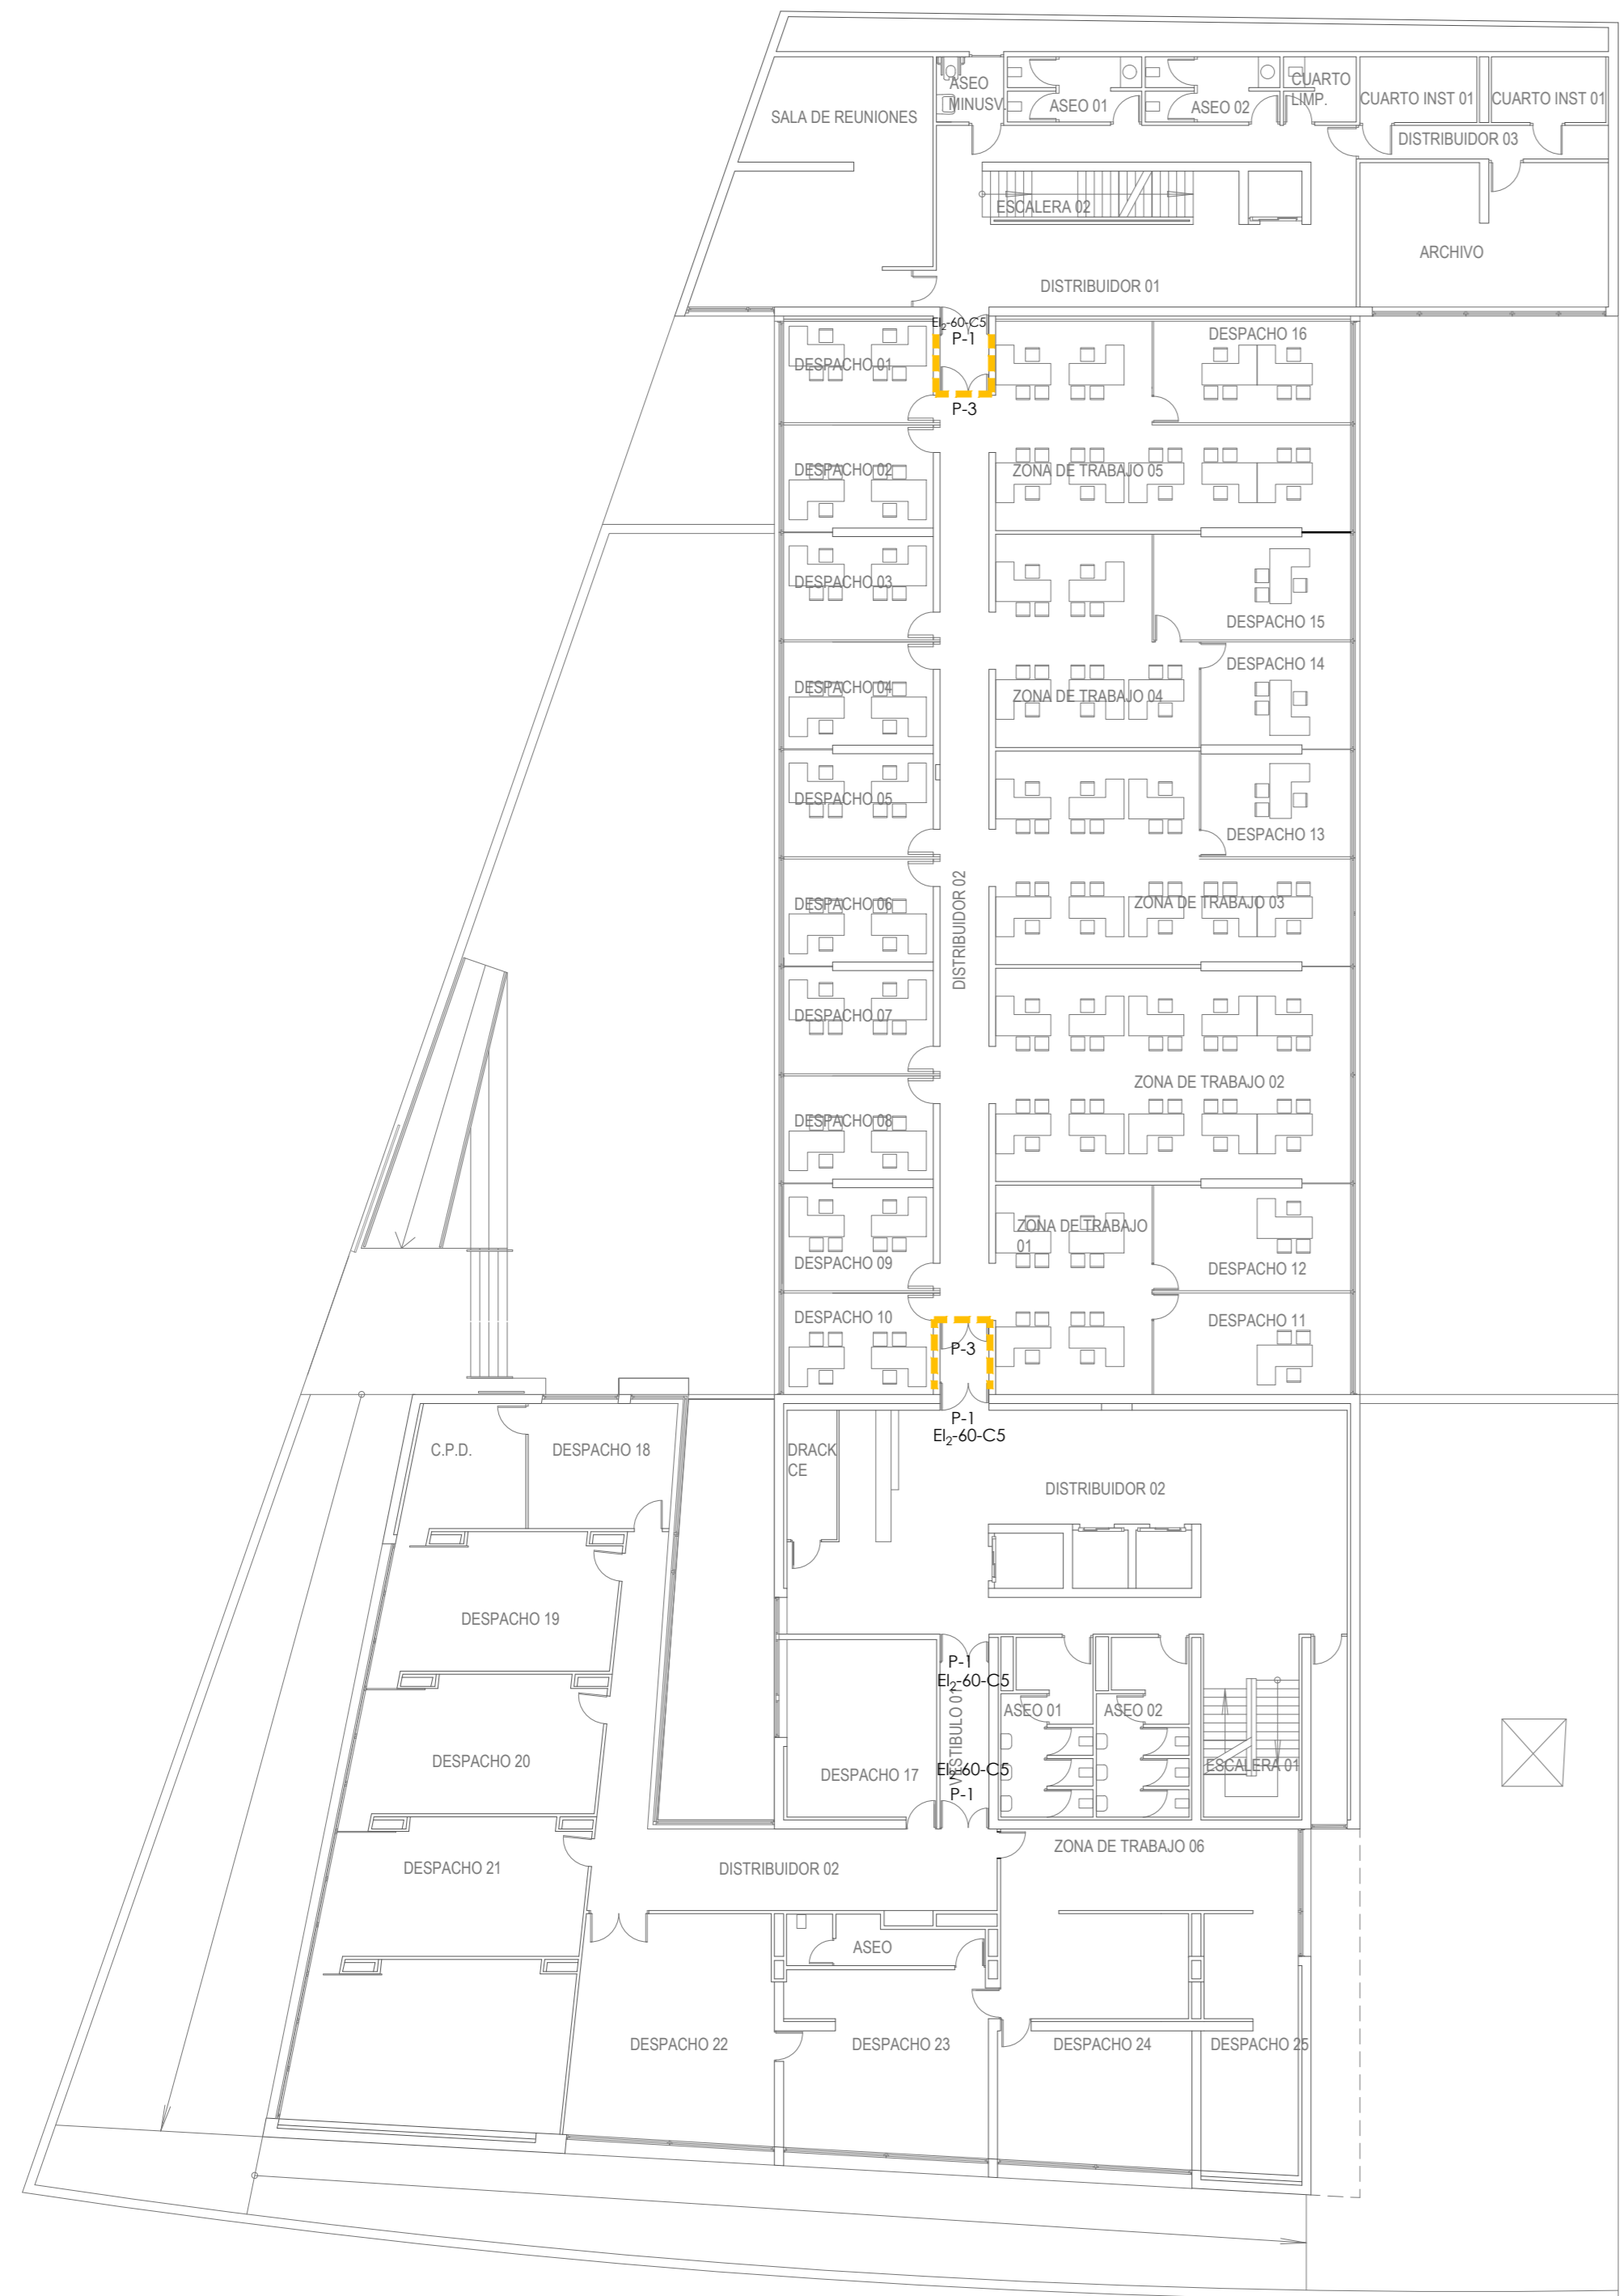 ASEO
MINUSV.
ASEO 01
ASEO 02
CUARTO
LIMP.
CUARTO INST 01
CUARTO INST 01
SALA DE REUNIONES
DISTRIBUIDOR 03
ESCALERA 02
ARCHIVO
DISTRIBUIDOR 01
EI2-60-C5
P-1
DESPACHO 16
DESPACHO 01
P-3
DESPACHO 02
ZONA DE TRABAJO 05
DESPACHO 03
DESPACHO 15
DESPACHO 14
DESPACHO 04
ZONA DE TRABAJO 04
DESPACHO 05
DESPACHO 13
DESPACHO 06
ZONA DE TRABAJO 03
DISTRIBUIDOR 02
DESPACHO 07
ZONA DE TRABAJO 02
DESPACHO 08
ZONA DE TRABAJO
01
DESPACHO 09
DESPACHO 12
DESPACHO 10
DESPACHO 11
P-3
P-1
EI2-60-C5
C.P.D.
DESPACHO 18
DRACK
CE
DISTRIBUIDOR 02
DESPACHO 19
P-1
EI2-60-C5
VESTIBULO 01
ASEO 01
ASEO 02
DESPACHO 20
DESPACHO 17
EI2-60-C5
P-1
ESCALERA 01
ZONA DE TRABAJO 06
DESPACHO 21
DISTRIBUIDOR 02
ASEO
DESPACHO 22
DESPACHO 23
DESPACHO 24
DESPACHO 25